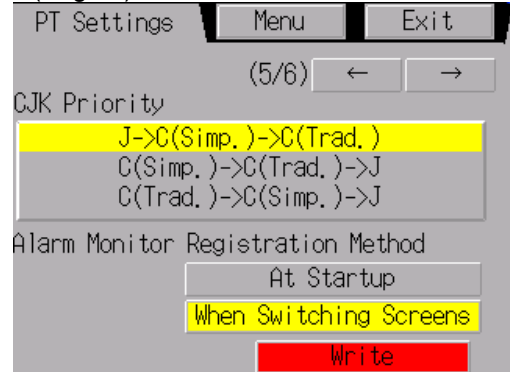 PT Settings Menu Exit
(5/6) ← →
CJK Priority
J->C(Simp.)->C(Trad.)
C(Simp.)->C(Trad.)->J
C(Trad.)->C(Simp.)->J
Alarm Monitor Registration Method
At Startup
When Switching Screens
Write